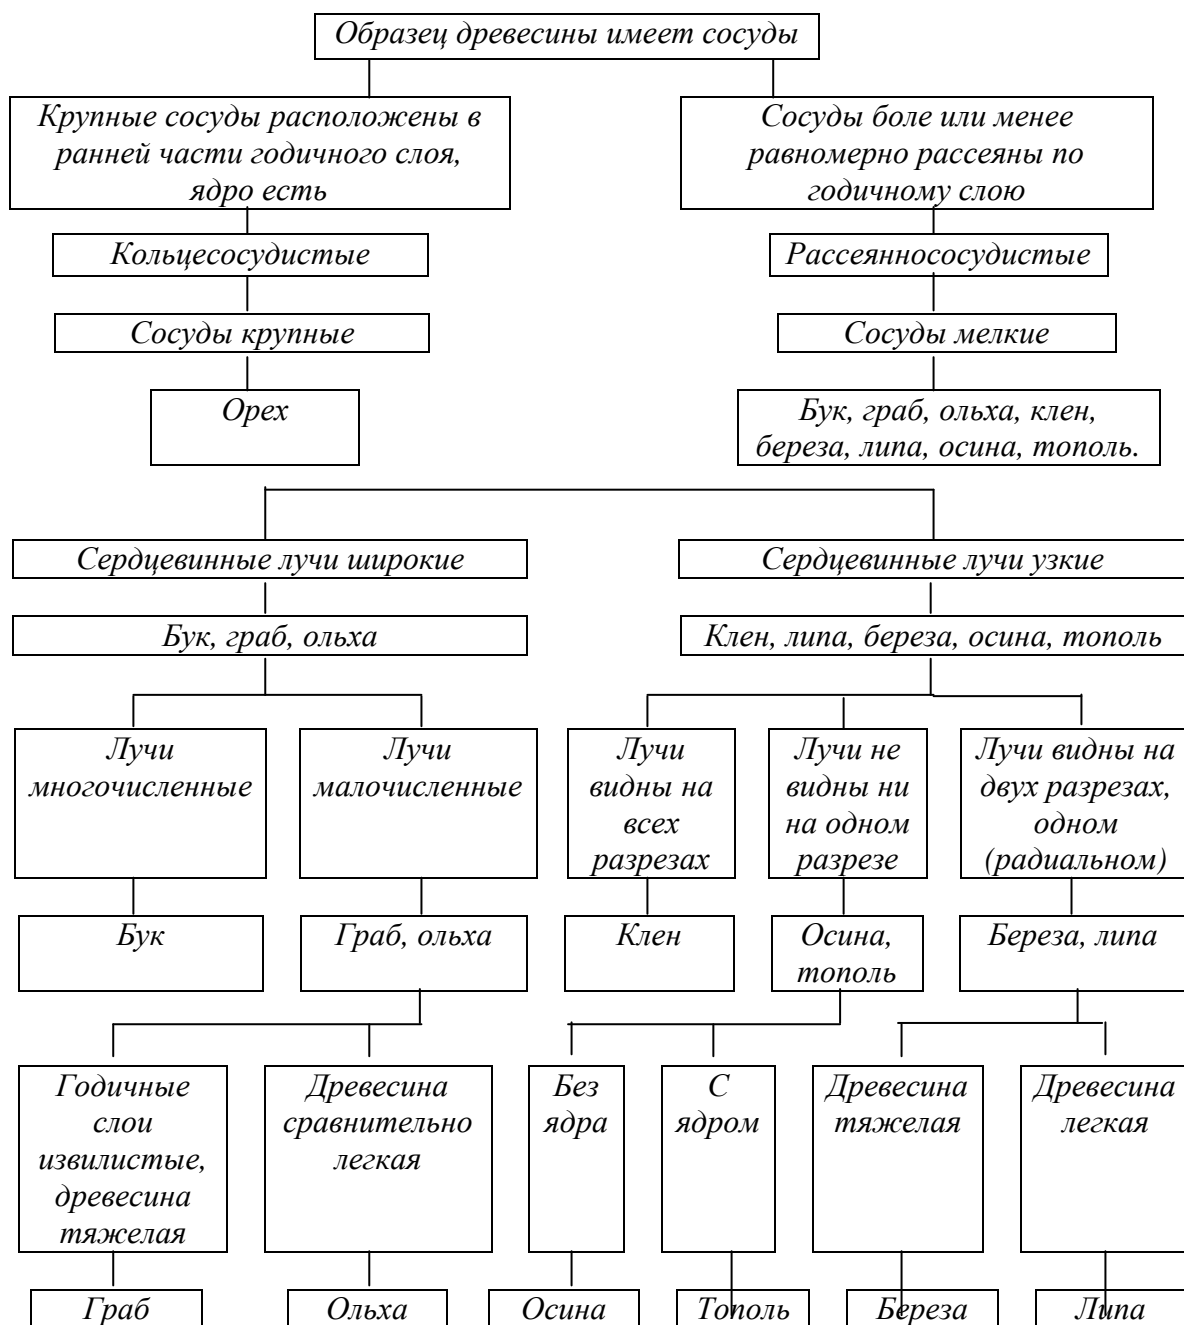 Образец древесины имеет сосуды
Крупные сосуды расположены в
ранней части годичного слоя,
ядро есть
Сосуды боле или менее
равномерно рассеяны по
годичному слою
Кольцесосудистые
Рассеянносоcудистые
Сосуды крупные
Сосуды мелкие
Орех
Бук, граб, ольха, клен,
береза, липа, осина, тополь.
Сердцевинные лучи широкие
Сердцевинные лучи узкие
Бук, граб, ольха
Клен, липа, береза, осина, тополь
Лучи
многочисленные
Лучи
малочисленные
Лучи
видны на
всех
разрезах
Лучи не
видны ни
на одном
разрезе
Лучи видны на
двух разрезах,
одном
(радиальном)
Бук
Граб, ольха
Клен
Осина,
тополь
Береза, липа
Годичные
слои
извилистые,
древесина
тяжелая
Древесина
сравнительно
легкая
Без
ядра
С
ядром
Древесина
тяжелая
Древесина
легкая
Граб
Ольха
Осина
Тополь
Береза
Липа